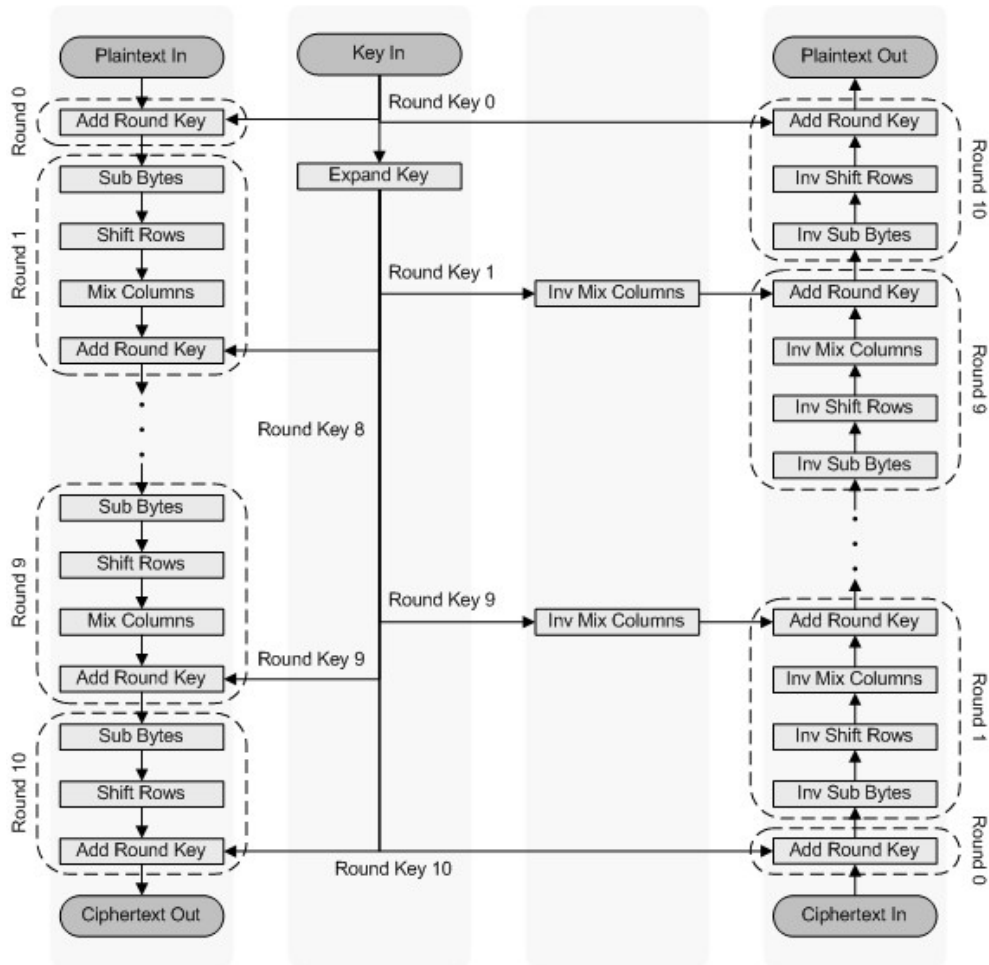 Plaintext In
Round 0
Add Round Key
Round 1
Sub Bytes
Shift Rows
Mix Columns
Add Round Key
Round 9
Sub Bytes
Shift Rows
Mix Columns
Add Round Key
Round 10
Sub Bytes
Shift Rows
Add Round Key
Ciphertext Out
Key In
Round Key 0
Expand Key
Round Key 1
Round Key 8
Round Key 9
Round Key 9
Round Key 10
Inv Mix Columns
Inv Mix Columns
Plaintext Out
Add Round Key
Inv Shift Rows
Inv Sub Bytes
Round 10
Add Round Key
Inv Mix Columns
Inv Shift Rows
Inv Sub Bytes
Round 9
Add Round Key
Inv Mix Columns
Inv Shift Rows
Inv Sub Bytes
Round 1
Add Round Key
Round 0
Ciphertext In